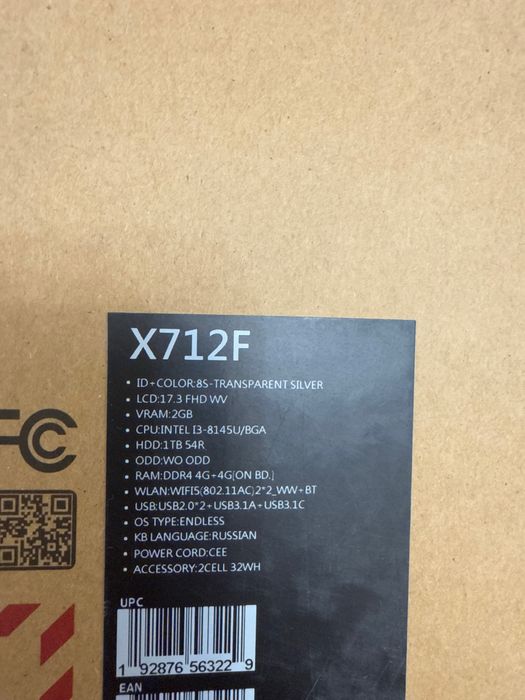 X712F
• ID+COLOR:8S-TRANSPARENT SILVER
• LCD:17.3 FHD WV
• VRAM:2GB
• CPU:INTEL I3-8145U/BGA
• HDD:1TB 54R
• ODD:WO ODD
• RAM:DDR4 4G+4G[ON BD.]
• WLAN:WIFI5(802.11AC)2*2_WW+BT
• USB:USB2.0*2+USB3.1A+USB3.1C
• OS TYPE:ENDLESS
• KB LANGUAGE:RUSSIAN
• POWER CORD:CEE
• ACCESSORY:2CELL 32WH
FC
UPC
1 92876 56322 9
EAN